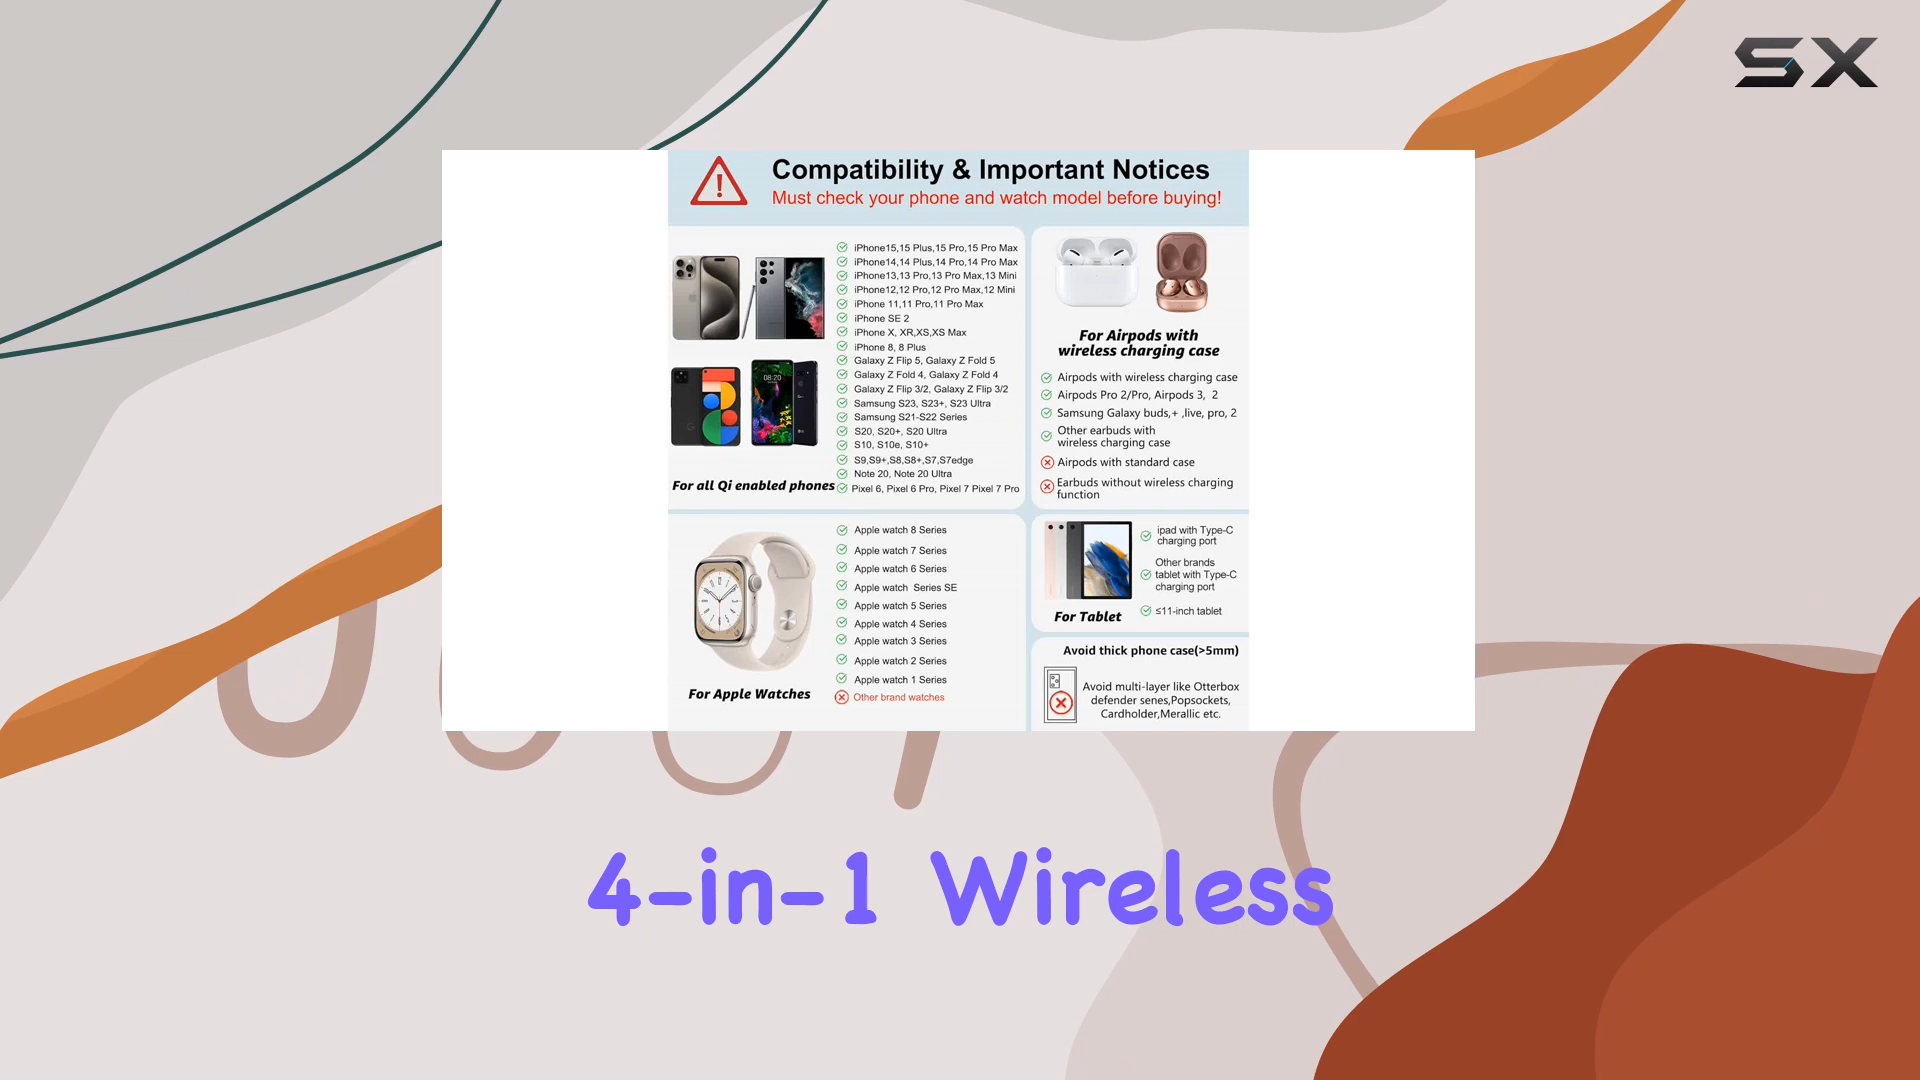 SX
Compatibility & Important Notices
Must check your phone and watch model before buying!
iPhone15,15 Plus,15 Pro,15 Pro Max
iPhone14,14 Plus,14 Pro,14 Pro Max
iPhone13,13 Pro,13 Pro Max,13 Mini
iPhone12,12 Pro,12 Pro Max,12 Mini
iPhone 11,11 Pro,11 Pro Max
iPhone SE 2
iPhone X, XR,XS,XS Max
iPhone 8, 8 Plus
Galaxy Z Flip 5, Galaxy Z Fold 5
Galaxy Z Fold 4, Galaxy Z Fold 4
Galaxy Z Flip 3/2, Galaxy Z Flip 3/2
Samsung S23, S23+, S23 Ultra
Samsung S21-S22 Series
S20, S20+, S20 Ultra
S10, S10e, S10+
S9,S9+,S8,S8+,S7,S7edge
Note 20, Note 20 Ultra
Pixel 6, Pixel 6 Pro, Pixel 7 Pixel 7 Pro
08:20
For all Qi enabled phones
For Airpods with
wireless charging case
Airpods with wireless charging case
Airpods Pro 2/Pro, Airpods 3, 2
Samsung Galaxy buds,+ ,live, pro, 2
Other earbuds with
wireless charging case
Airpods with standard case
Earbuds without wireless charging
function
Apple watch 8 Series
Apple watch 7 Series
Apple watch 6 Series
Apple watch Series SE
Apple watch 5 Series
Apple watch 4 Series
Apple watch 3 Series
Apple watch 2 Series
Apple watch 1 Series
Other brand watches
For Apple Watches
ipad with Type-C
charging port
Other brands
tablet with Type-C
charging port
≤11-inch tablet
For Tablet
Avoid thick phone case(>5mm)
Avoid multi-layer like Otterbox
defender senes,Popsockets,
Cardholder,Merallic etc.
4-in-1 Wireless